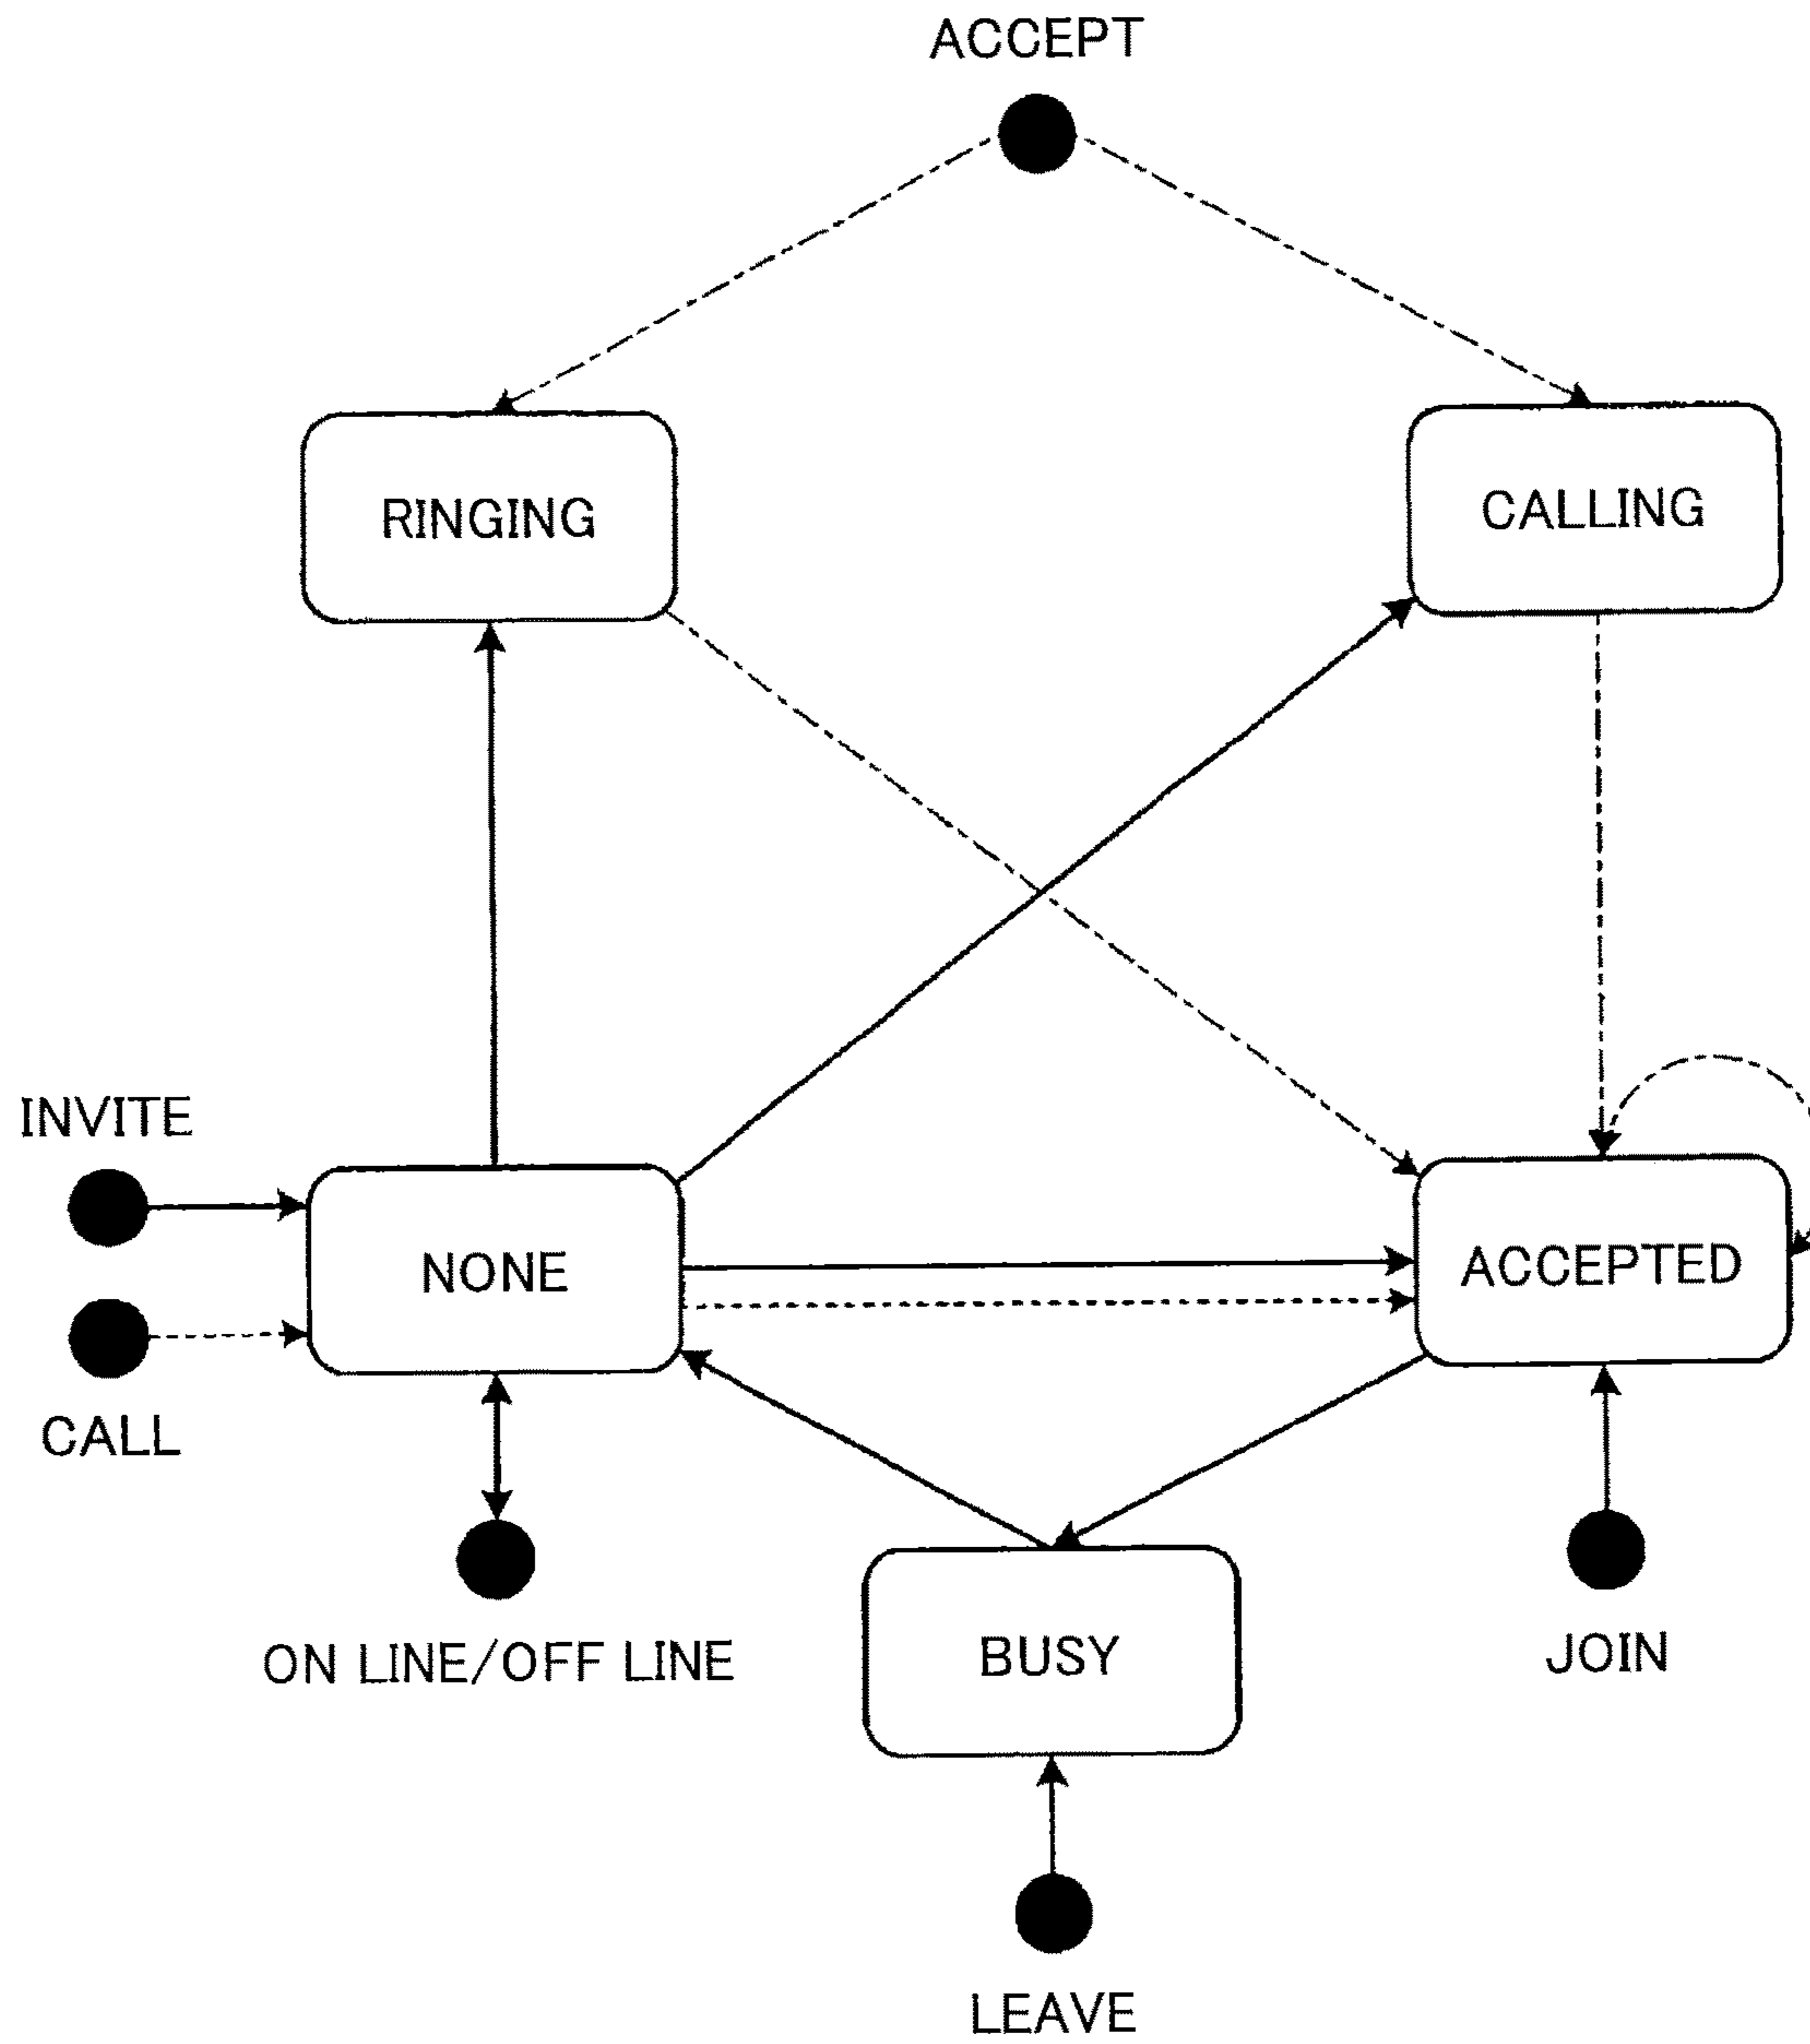 ACCEPT
RINGING
CALLING
INVITE
NONE
ACCEPTED
CALL
ON LINE/OFF LINE
BUSY
JOIN
LEAVE